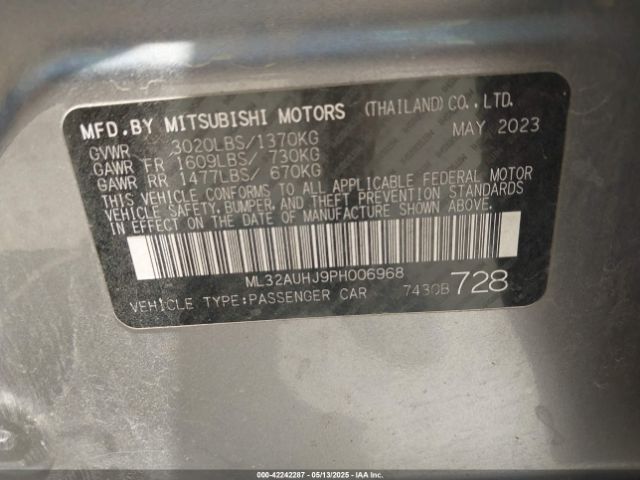 MFD.BY MITSUBISHI MOTORS (THAILAND) CO., LTD.
MAY 2023
GVWR 3020LBS/1370KG
GAWR FR 1609LBS/ 730KG
GAWR RR 1477LBS/ 670KG
THIS VEHICLE CONFORMS TO ALL APPLICABLE FEDERAL MOTOR
VEHICLE SAFETY, BUMPER, AND THEFT PREVENTION STANDARDS
IN EFFECT ON THE DATE OF MANUFACTURE SHOWN ABOVE.
ML32AUHJ9PH006968
VEHICLE TYPE:PASSENGER CAR 7430B 728
000-42242287 - 05/13/2025 - IAA Inc.